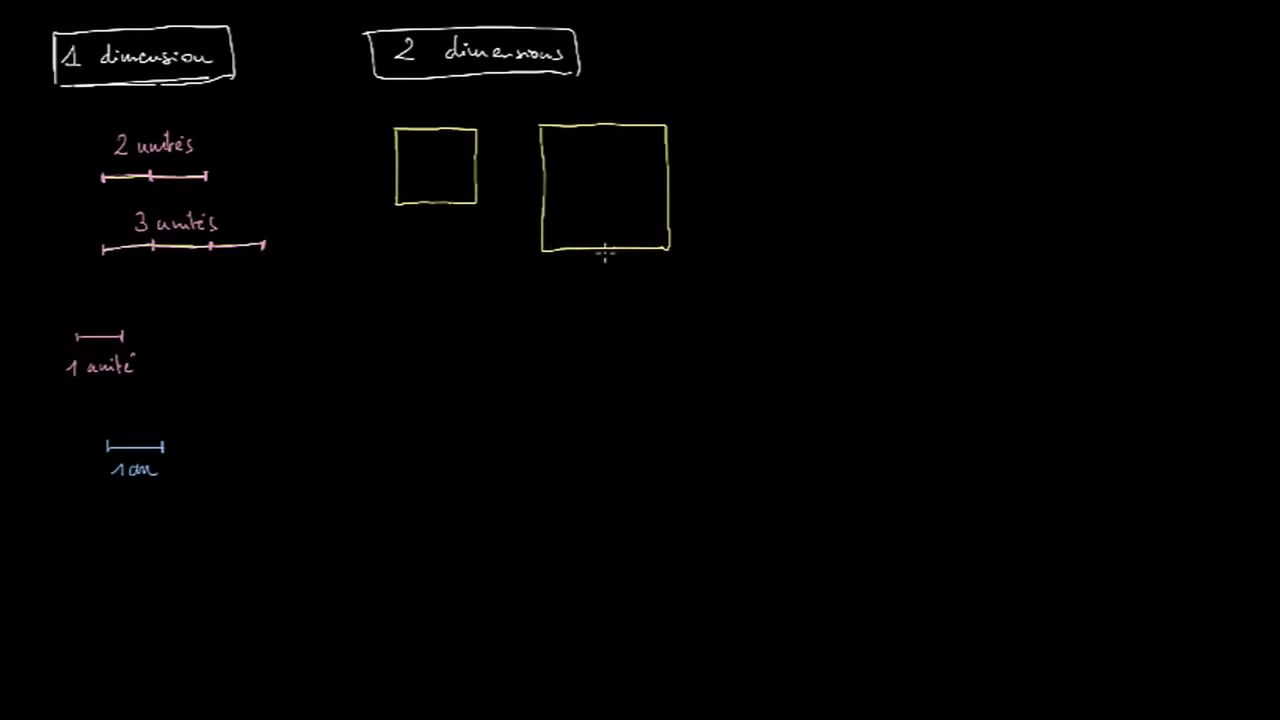 1 dimension
2 dimensions
2 unités
3 unités
1 unité
1 cm